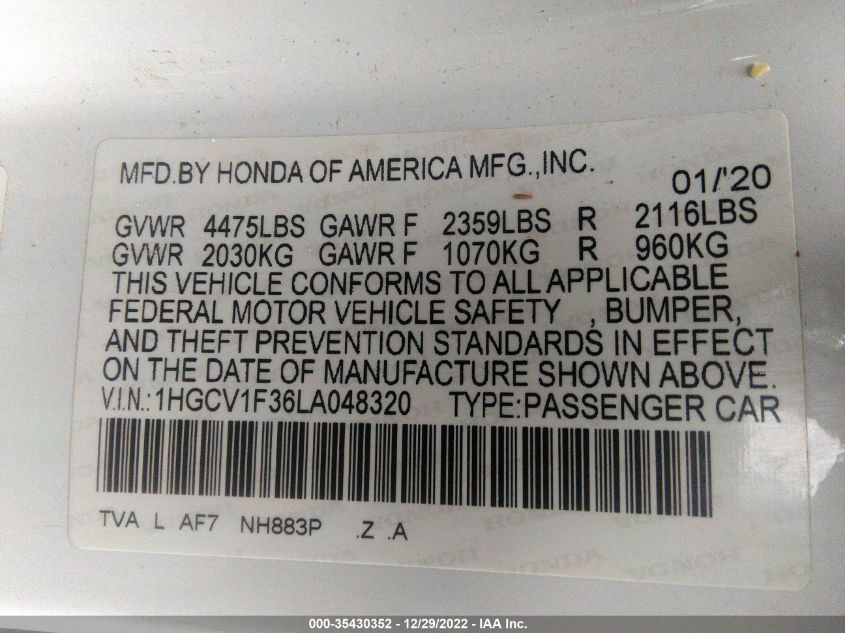 MFD.BY HONDA OF AMERICA MFG.,INC. 01/'20
GVWR 4475LBS GAWR F 2359LBS R 2116LBS
GVWR 2030KG GAWR F 1070KG R 960KG
THIS VEHICLE CONFORMS TO ALL APPLICABLE
FEDERAL MOTOR VEHICLE SAFETY , BUMPER,
AND THEFT PREVENTION STANDARDS IN EFFECT
ON THE DATE OF MANUFACTURE SHOWN ABOVE.
V.I.N.:1HGCV1F36LA048320 TYPE:PASSENGER CAR
TVA L AF7 NH883P .Z .A
000-35430352 - 12/29/2022 - IAA Inc.